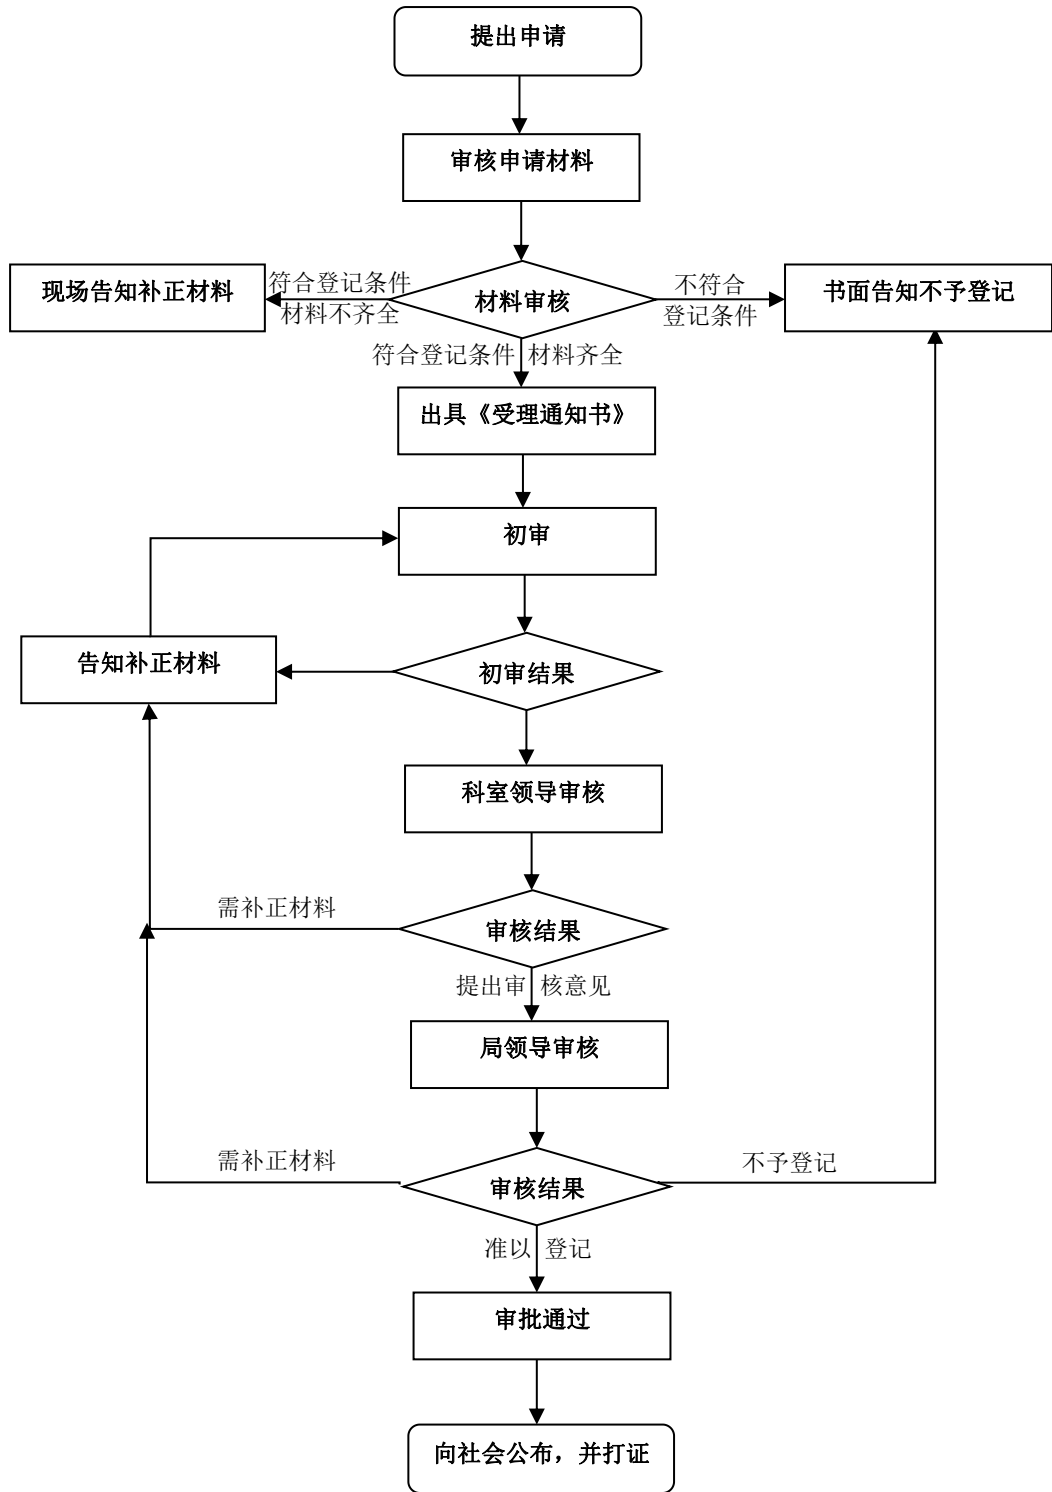 提出申请
审核申请材料
现场告知补正材料
符合登记条件
材料不齐全
材料审核
不符合
登记条件
书面告知不予登记
符合登记条件 材料齐全
出具《受理通知书》
初审
告知补正材料
初审结果
科室领导审核
需补正材料
审核结果
提出审 核意见
局领导审核
需补正材料
审核结果
不予登记
准以 登记
审批通过
向社会公布，并打证